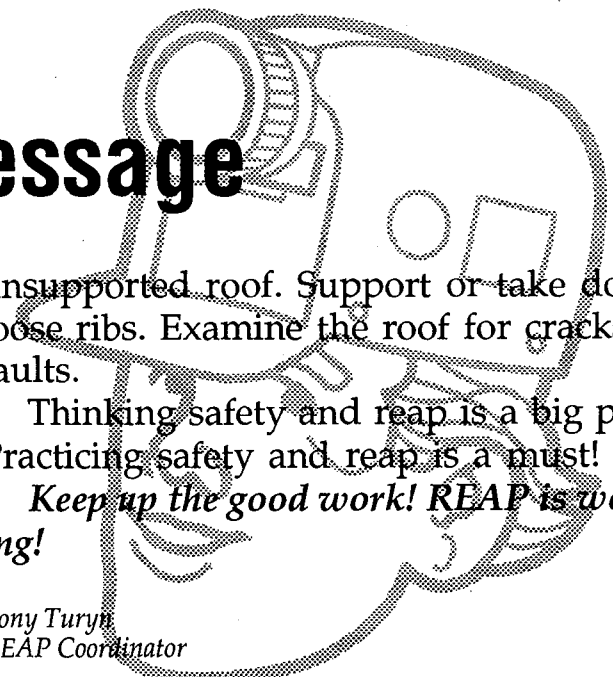 essage
nsupported roof. Support or take do
oose ribs. Examine the roof for crack
aults.
Thinking safety and reap is a big p
Practicing safety and reap is a must!
Keep up the good work! REAP is wo
ng!
ony Turyn
EAP Coordinator